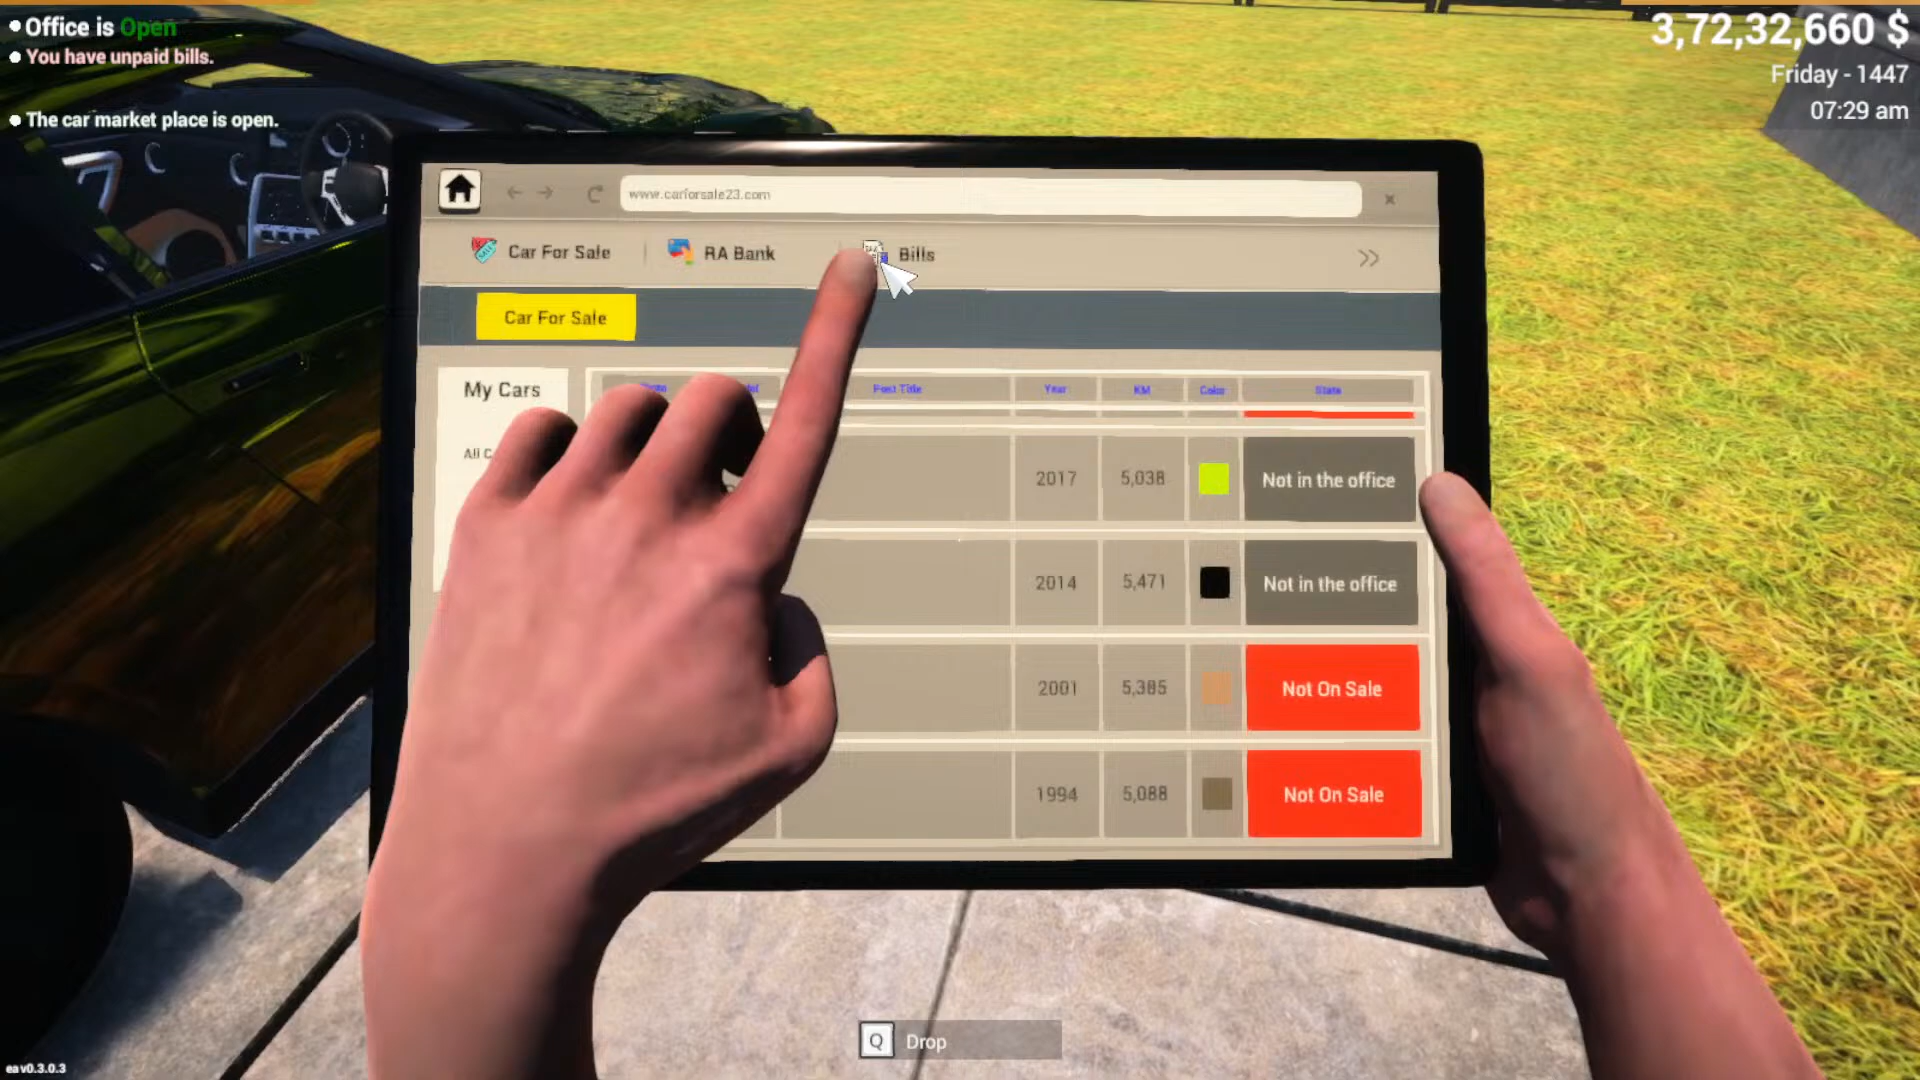 Office is Open
You have unpaid bills.
The car market place is open.
3,72,32,660 $
Friday - 1447
07:29 am
www.carforsale23.com
Car For Sale
RA Bank
Bills
Car For Sale
My Cars
Post Title
Year
KM
Color
State
All C
2017
5,038
Not in the office
2014
5,471
Not in the office
2001
5,385
Not On Sale
1994
5,088
Not On Sale
Q
Drop
eav0.3.0.3